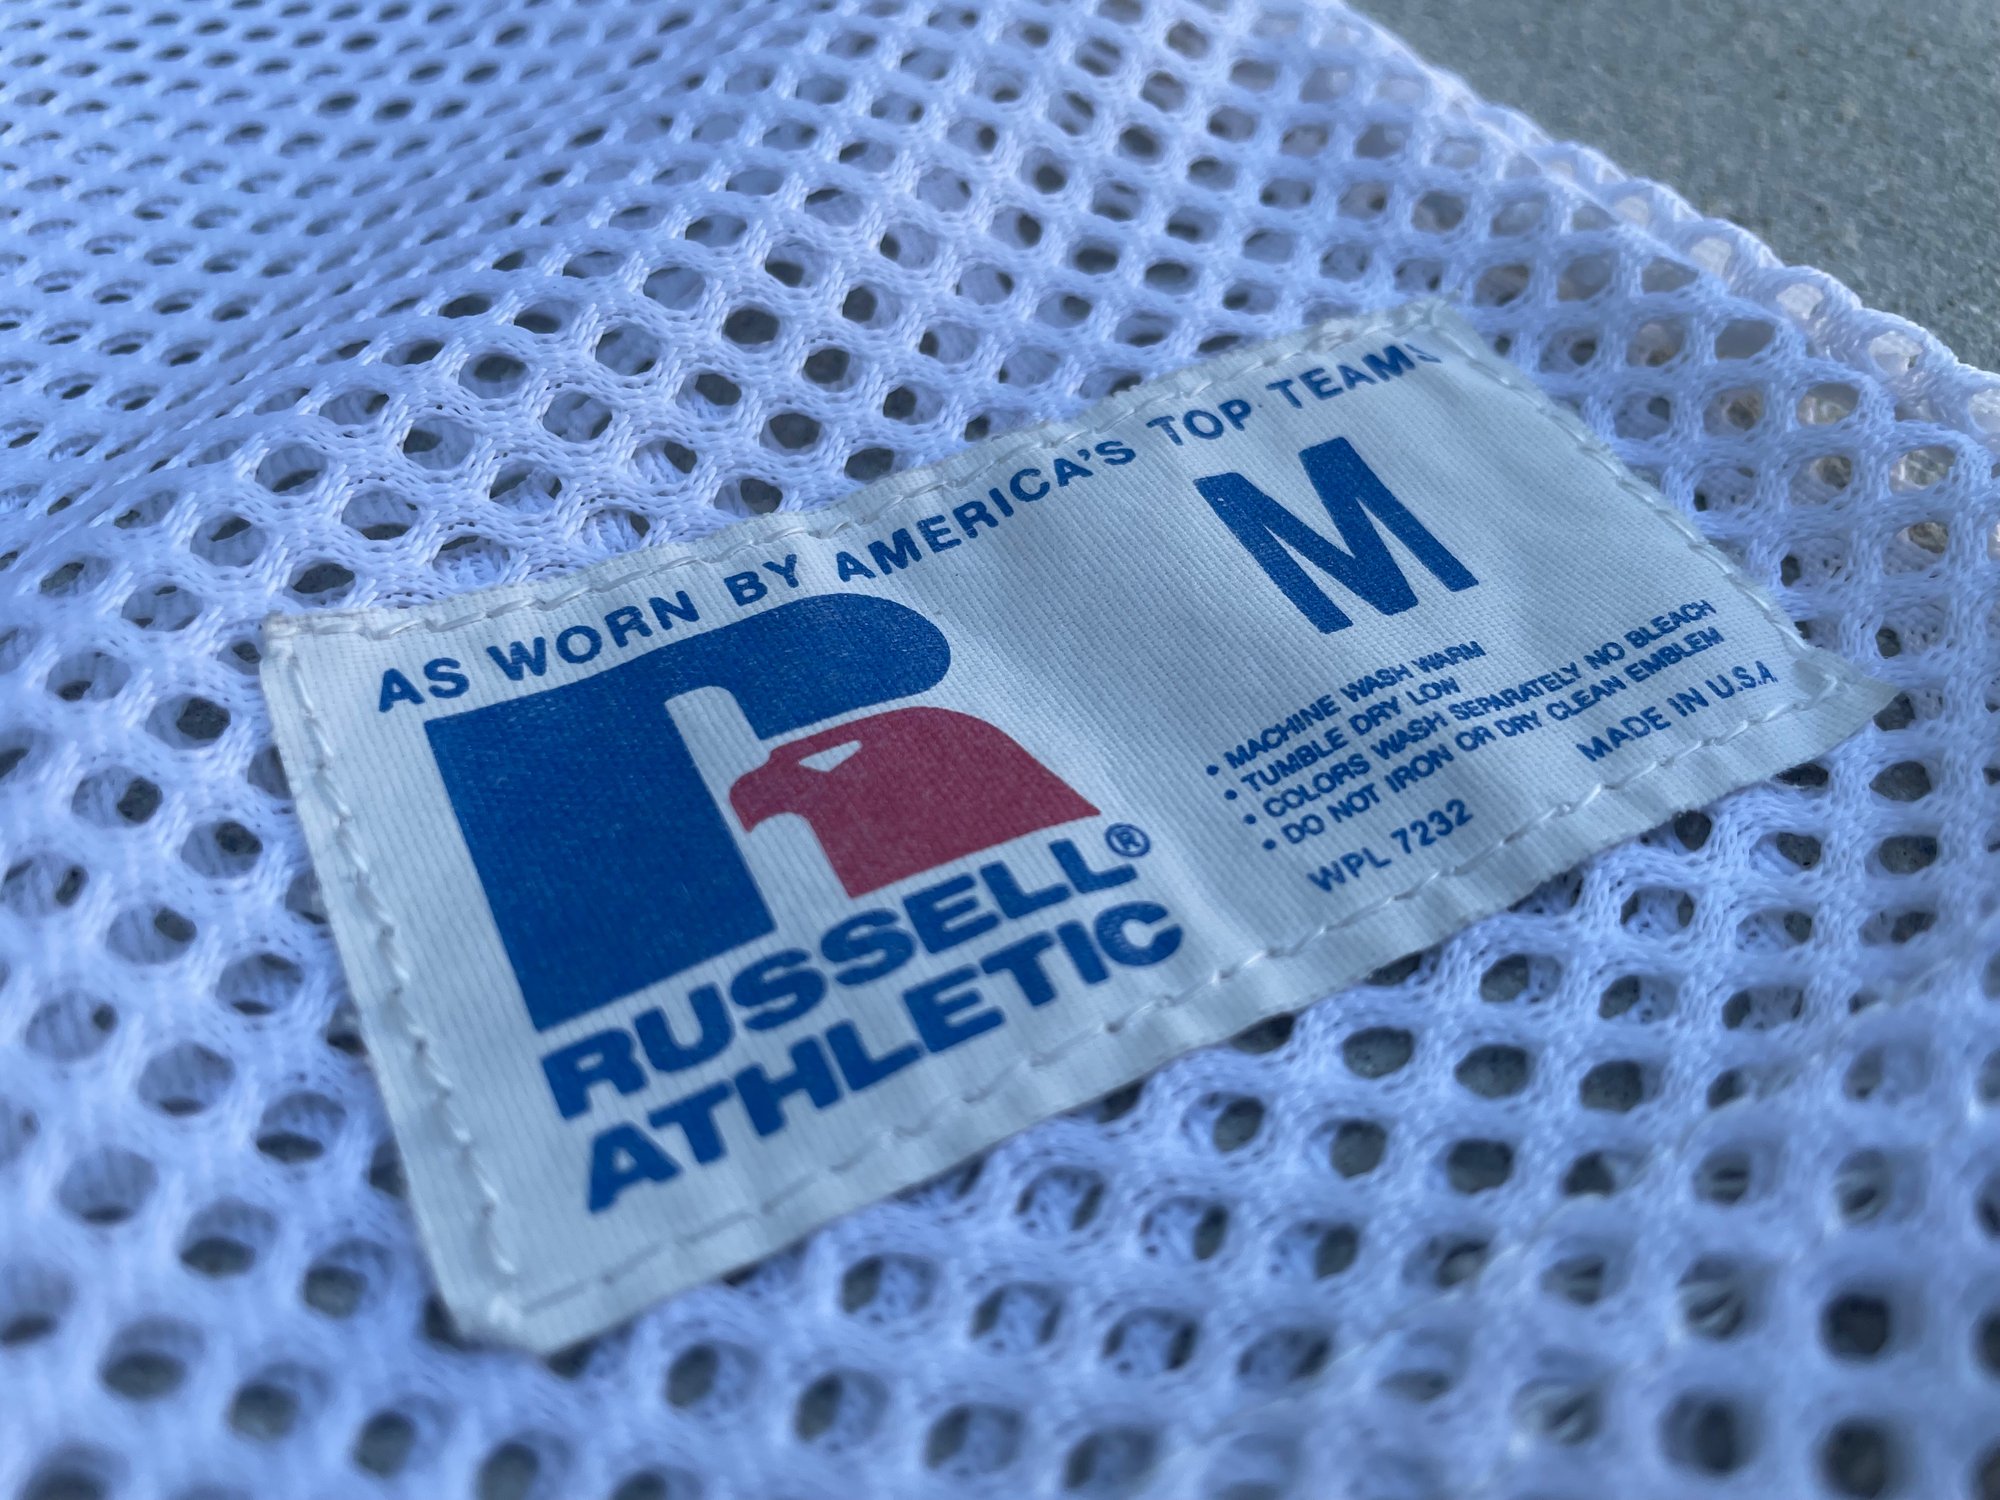 AS WORN BY AMERICA'S TOP TEAMS
M
RUSSELL®
ATHLETIC
• MACHINE WASH WARM
• TUMBLE DRY LOW
• COLORS WASH SEPARATELY NO BLEACH
• DO NOT IRON OR DRY CLEAN EMBLEM
MADE IN U.S.A.
WPL 7232